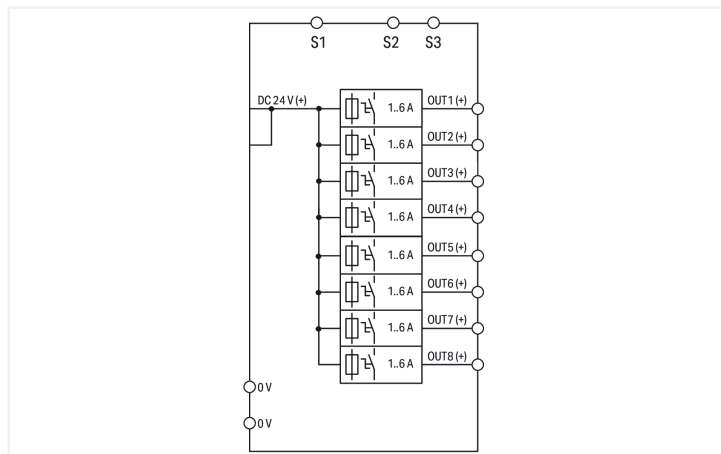 S1 S2 S3
DC 24 V (+)
1..6 A OUT1 (+)
1..6 A OUT2 (+)
1..6 A OUT3 (+)
1..6 A OUT4 (+)
1..6 A OUT5 (+)
1..6 A OUT6 (+)
1..6 A OUT7 (+)
1..6 A OUT8 (+)
0 V
0 V